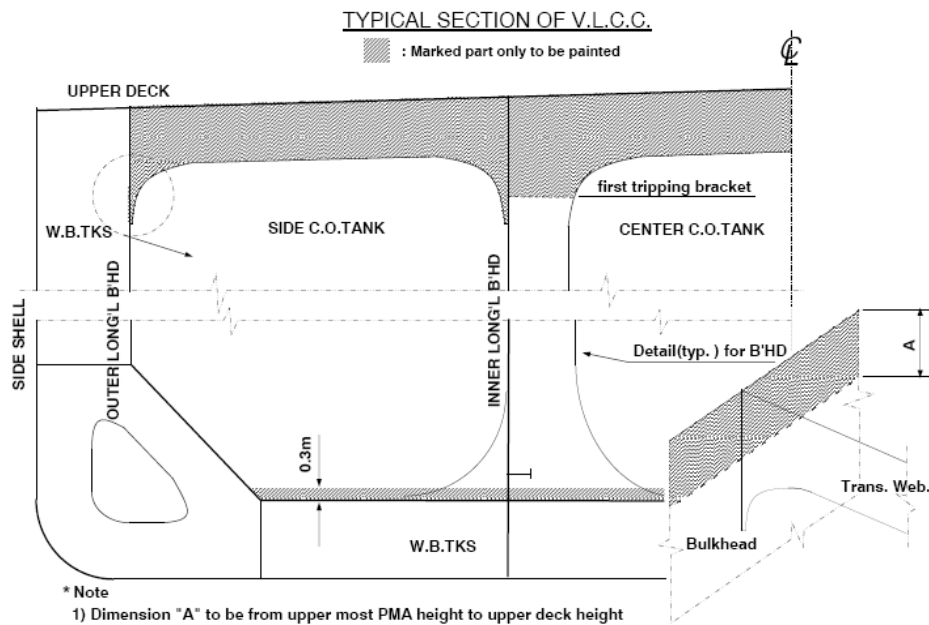 TYPICAL SECTION OF V.L.C.C.
: Marked part only to be painted
℄
UPPER DECK
first tripping bracket
W.B.TKS
SIDE C.O.TANK
CENTER C.O.TANK
SIDE SHELL
OUTER LONG'L B'HD
INNER LONG'L B'HD
Detail(typ. ) for B'HD
A
0.3m
Trans. Web.
Bulkhead
W.B.TKS
* Note
1) Dimension "A" to be from upper most PMA height to upper deck height